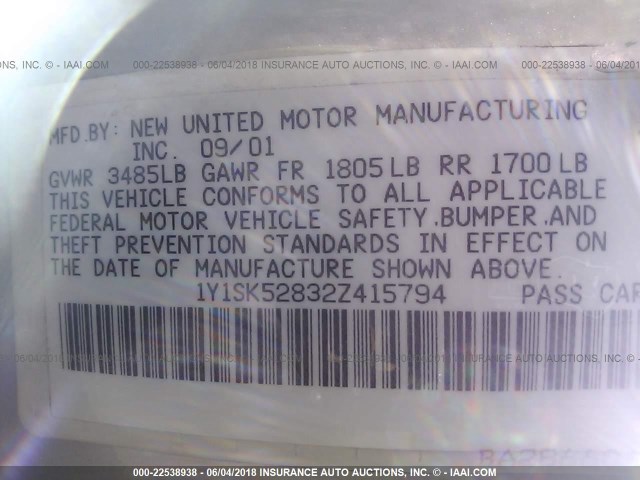 000-22538938 - 06/04/2018 INSURANCE AUTO AUCTIONS, INC. - IAAI.COM
MFD.BY: NEW UNITED MOTOR MANUFACTURING
INC. 09/01
GVWR 3485LB GAWR FR 1805LB RR 1700LB
THIS VEHICLE CONFORMS TO ALL APPLICABLE
FEDERAL MOTOR VEHICLE SAFETY.BUMPER.AND
THEFT PREVENTION STANDARDS IN EFFECT ON
THE DATE OF MANUFACTURE SHOWN ABOVE.
1Y1SK52832Z415794 PASS CAR
000-22538938 - 06/04/2018 INSURANCE AUTO AUCTIONS, INC. - IAAI.COM
000-22538938 - 06/04/2018 INSURANCE AUTO AUCTIONS, INC. - IAAI.COM